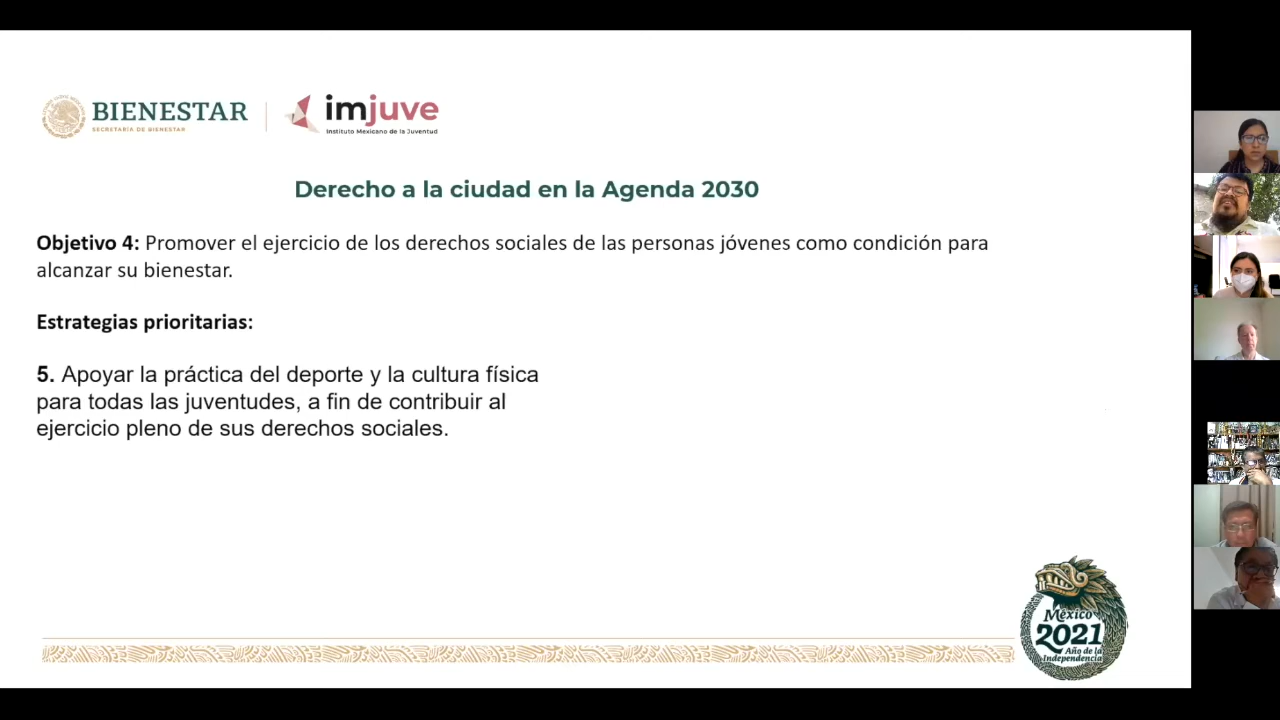 BIENESTAR
SECRETARÍA DE BIENESTAR
imjuve
Instituto Mexicano de la Juventud
Derecho a la ciudad en la Agenda 2030
Objetivo 4: Promover el ejercicio de los derechos sociales de las personas jóvenes como condición para
alcanzar su bienestar.
Estrategias prioritarias:
5. Apoyar la práctica del deporte y la cultura física
para todas las juventudes, a fin de contribuir al
ejercicio pleno de sus derechos sociales.
México
2021
Año de la
Independencia